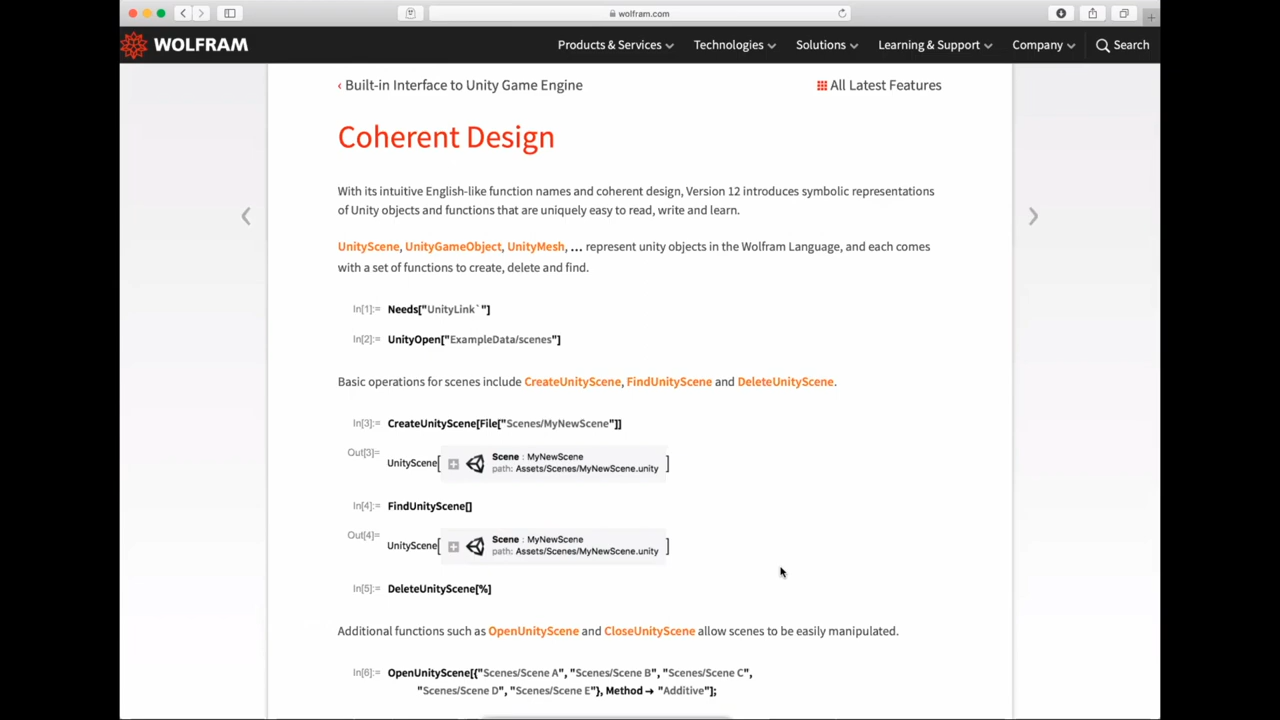 wolfram.com
WOLFRAM
Products & Services Technologies Solutions Learning & Support Company Search
‹ Built-in Interface to Unity Game Engine
All Latest Features
Coherent Design
With its intuitive English-like function names and coherent design, Version 12 introduces symbolic representations
of Unity objects and functions that are uniquely easy to read, write and learn.
UnityScene, UnityGameObject, UnityMesh, ... represent unity objects in the Wolfram Language, and each comes
with a set of functions to create, delete and find.
In[1]:= Needs["UnityLink`"]
In[2]:= UnityOpen["ExampleData/scenes"]
Basic operations for scenes include CreateUnityScene, FindUnityScene and DeleteUnityScene.
In[3]:= CreateUnityScene[File["Scenes/MyNewScene"]]
Out[3]= UnityScene[ Scene : MyNewScene
path: Assets/Scenes/MyNewScene.unity ]
In[4]:= FindUnityScene[]
Out[4]= UnityScene[ Scene : MyNewScene
path: Assets/Scenes/MyNewScene.unity ]
In[5]:= DeleteUnityScene[%]
Additional functions such as OpenUnityScene and CloseUnityScene allow scenes to be easily manipulated.
In[6]:= OpenUnityScene[{"Scenes/Scene A", "Scenes/Scene B", "Scenes/Scene C",
"Scenes/Scene D", "Scenes/Scene E"}, Method → "Additive"];